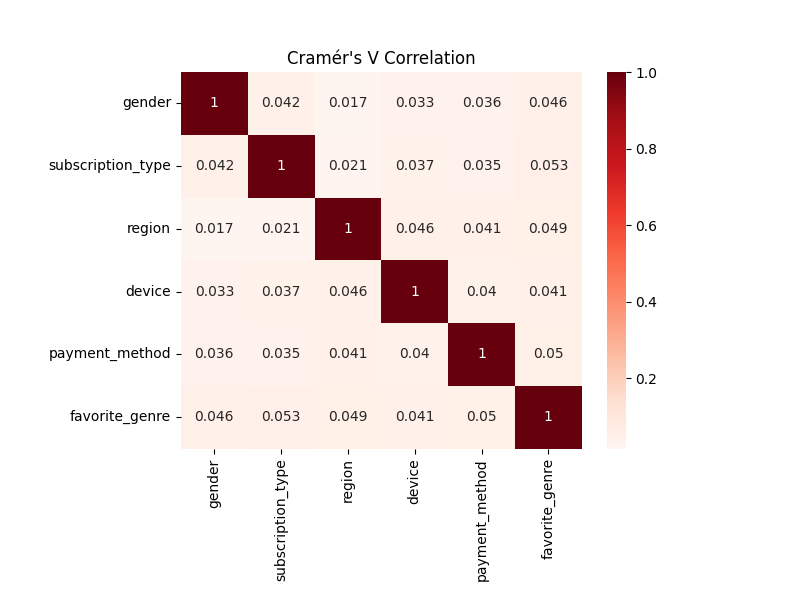 Cramér's V Correlation
gender 1 0.042 0.017 0.033 0.036 0.046
subscription_type 0.042 1 0.021 0.037 0.035 0.053
region 0.017 0.021 1 0.046 0.041 0.049
device 0.033 0.037 0.046 1 0.04 0.041
payment_method 0.036 0.035 0.041 0.04 1 0.05
favorite_genre 0.046 0.053 0.049 0.041 0.05 1
gender
subscription_type
region
device
payment_method
favorite_genre
1.0
0.8
0.6
0.4
0.2